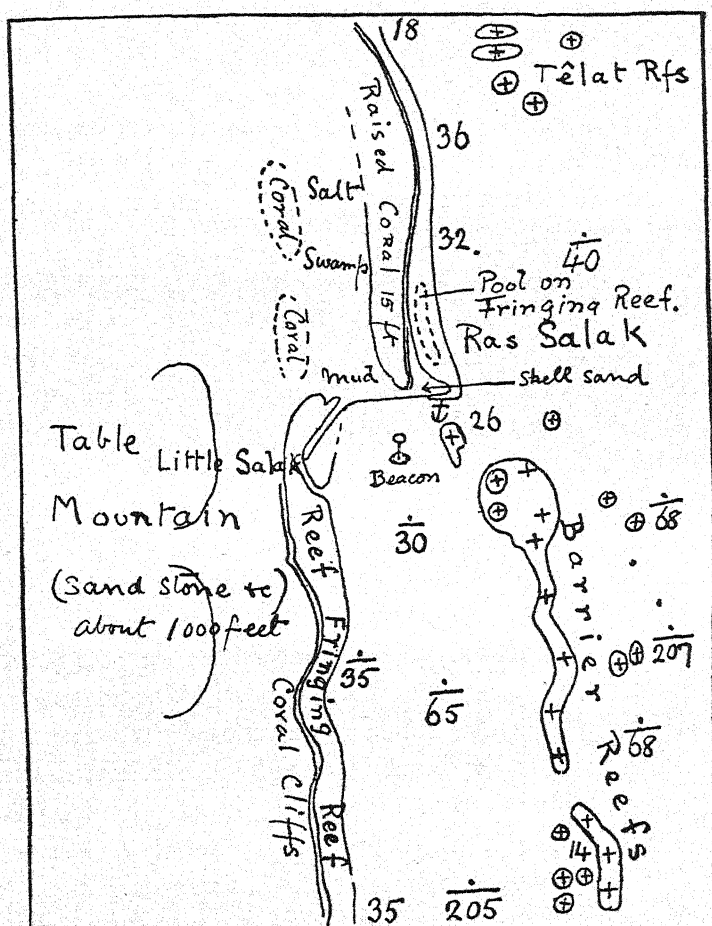 18
Têlat Rfs
36
Raised Coral 15 ft
Coral
Salt
Swamp
32
40
Pool on
Fringing Reef.
Coral
Ras Salak
mud
Shell sand
26
Table
Little Salak
Beacon
Mountain
30
68
Barrier
Reefs
(Sand Stone &c)
about 1000 feet
Reef Fringing Reef
Coral Cliffs
35
65
207
68
14
35
205